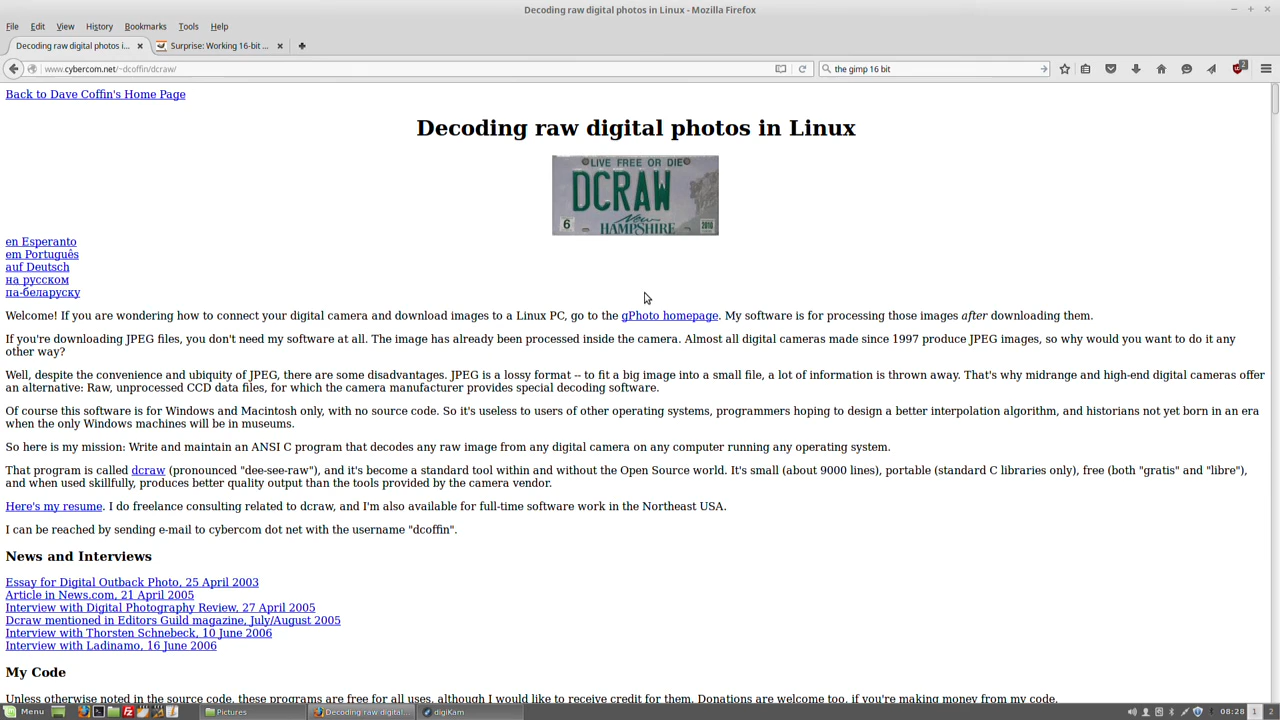 Decoding raw digital photos in Linux - Mozilla Firefox
File Edit View History Bookmarks Tools Help
Decoding raw digital photos i... Surprise: Working 16-bit ...
www.cybercom.net/~dcoffin/dcraw/ the gimp 16 bit
Back to Dave Coffin's Home Page
Decoding raw digital photos in Linux
LIVE FREE OR DIE
DCRAW
6 New 2010
HAMPSHIRE
en Esperanto
em Português
auf Deutsch
на русском
па-беларуску
Welcome! If you are wondering how to connect your digital camera and download images to a Linux PC, go to the gPhoto homepage. My software is for processing those images after downloading them.
If you're downloading JPEG files, you don't need my software at all. The image has already been processed inside the camera. Almost all digital cameras made since 1997 produce JPEG images, so why would you want to do it any
other way?
Well, despite the convenience and ubiquity of JPEG, there are some disadvantages. JPEG is a lossy format -- to fit a big image into a small file, a lot of information is thrown away. That's why midrange and high-end digital cameras offer
an alternative: Raw, unprocessed CCD data files, for which the camera manufacturer provides special decoding software.
Of course this software is for Windows and Macintosh only, with no source code. So it's useless to users of other operating systems, programmers hoping to design a better interpolation algorithm, and historians not yet born in an era
when the only Windows machines will be in museums.
So here is my mission: Write and maintain an ANSI C program that decodes any raw image from any digital camera on any computer running any operating system.
That program is called dcraw (pronounced "dee-see-raw"), and it's become a standard tool within and without the Open Source world. It's small (about 9000 lines), portable (standard C libraries only), free (both "gratis" and "libre"),
and when used skillfully, produces better quality output than the tools provided by the camera vendor.
Here's my resume. I do freelance consulting related to dcraw, and I'm also available for full-time software work in the Northeast USA.
I can be reached by sending e-mail to cybercom dot net with the username "dcoffin".
News and Interviews
Essay for Digital Outback Photo, 25 April 2003
Article in News.com, 21 April 2005
Interview with Digital Photography Review, 27 April 2005
Dcraw mentioned in Editors Guild magazine, July/August 2005
Interview with Thorsten Schnebeck, 10 June 2006
Interview with Ladinamo, 16 June 2006
My Code
Unless otherwise noted in the source code, these programs are free for all uses, although I would like to receive credit for them. Donations are welcome too, if you're making money from my code.
Menu Pictures Decoding raw digital... digiKam 08:28 1 2